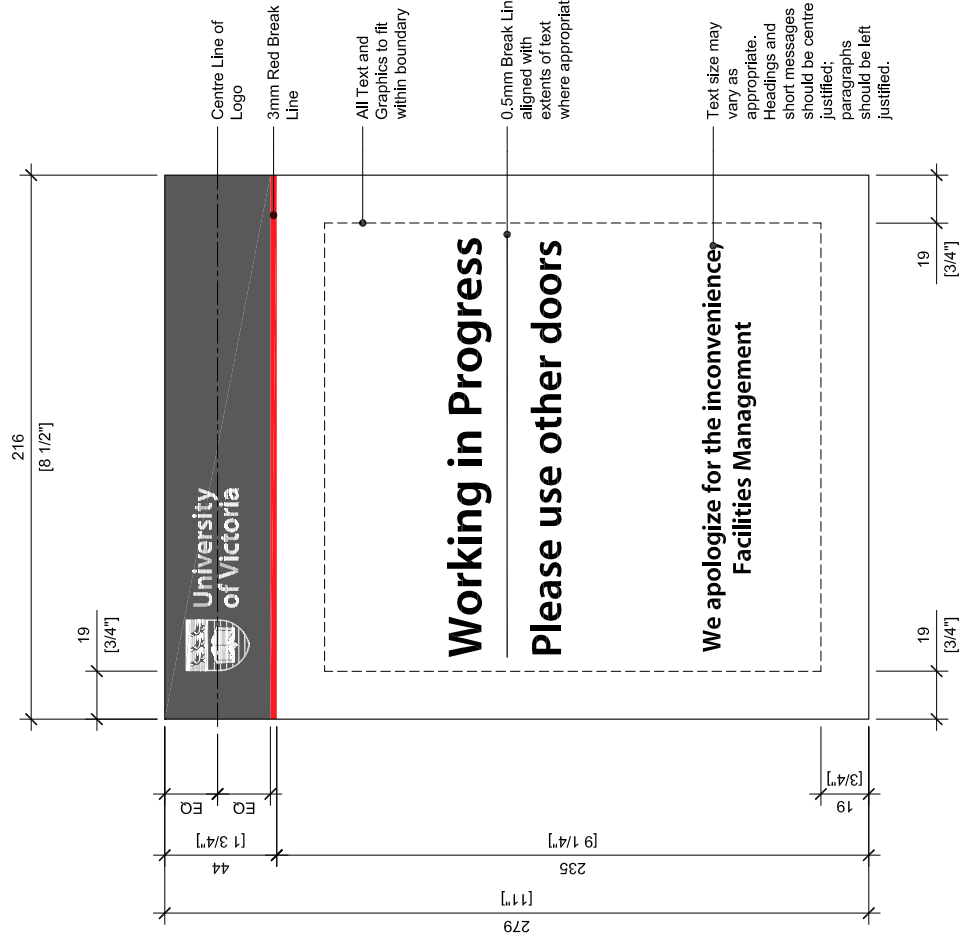 216
[8 1/2"]
19
[3/4"]
University
of Victoria
Centre Line of
Logo
3mm Red Break
Line
All Text and
Graphics to fit
within boundary
Working in Progress
0.5mm Break Lin
aligned with
extents of text
where appropriat
Please use other doors
We apologize for the inconvenience,
Facilities Management
Text size may
vary as
appropriate.
Headings and
short messages
should be centre
justified;
paragraphs
should be left
justified.
19
[3/4"]
19
[3/4"]
EQ
EQ
[1 3/4"]
44
[9 1/4"]
235
[3/4"]
19
[11"]
279